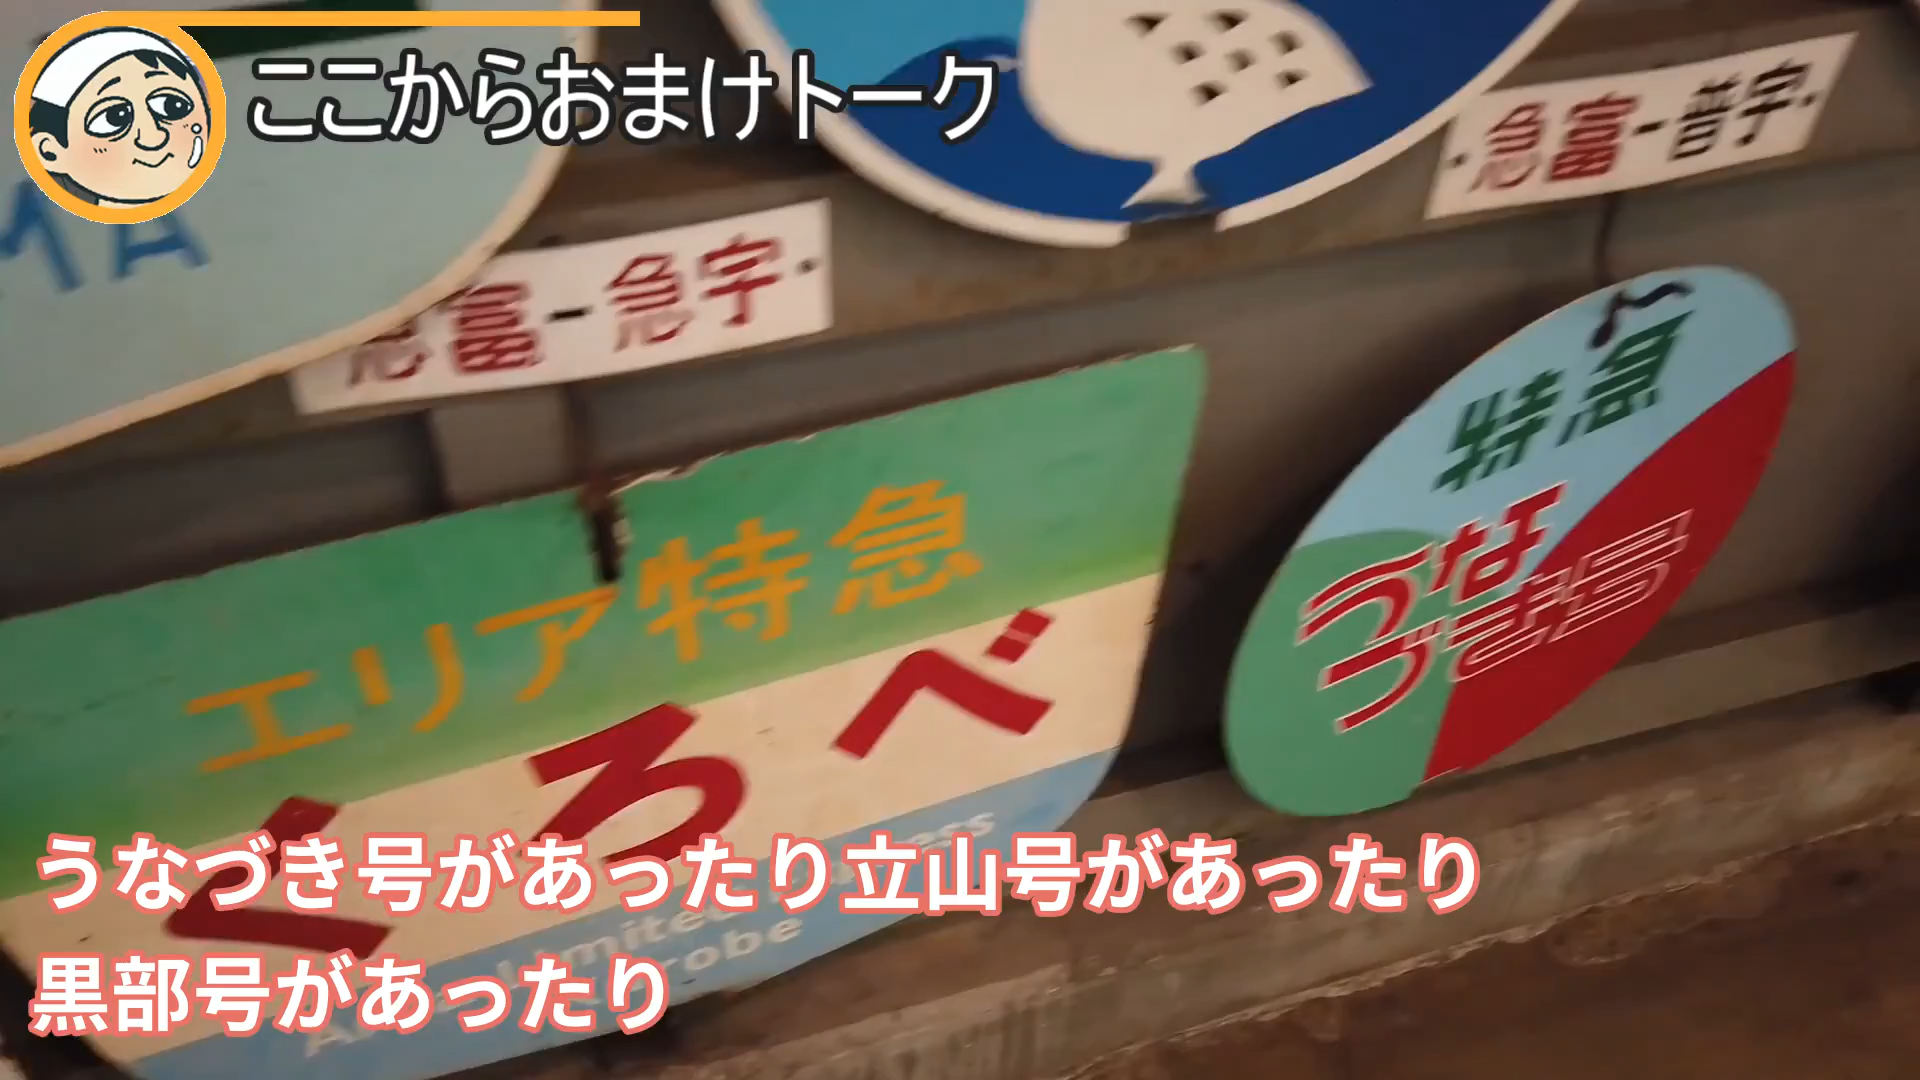 ここからおまけトーク
MA
急富-普宇
急富-急宇
特急
うなづき号
エリア特急
くろべ
うなづき号があったり立山号があったり
黒部号があったり